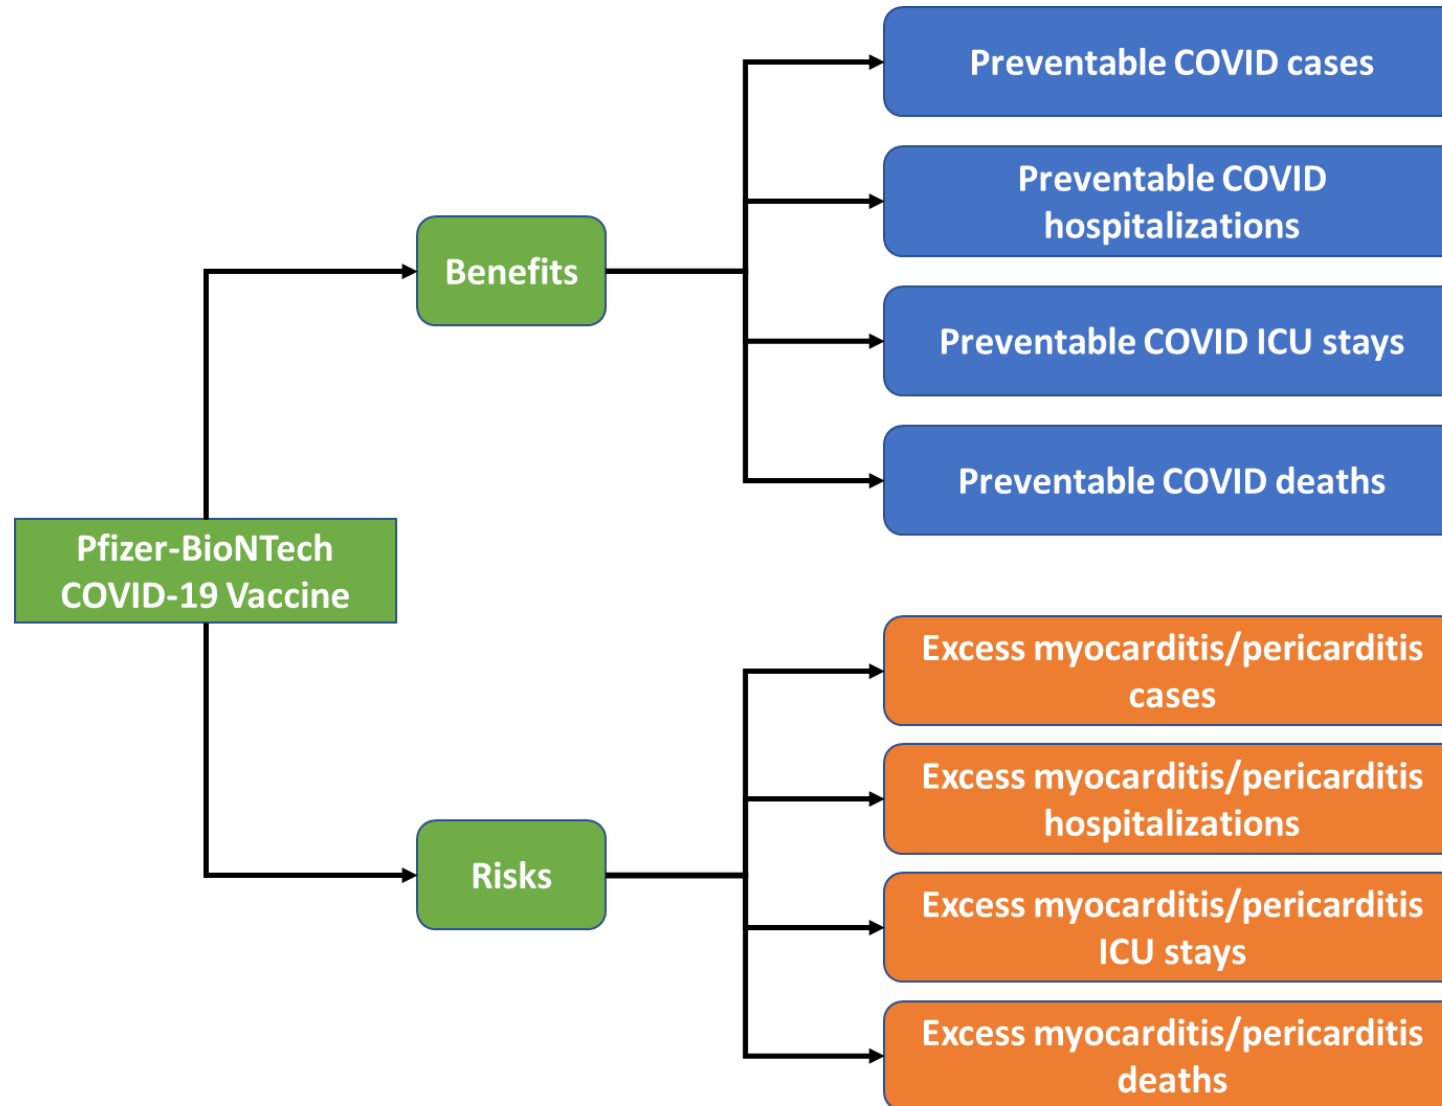 Preventable COVID cases
Preventable COVID
hospitalizations
Benefits
Preventable COVID ICU stays
Preventable COVID deaths
Pfizer-BioNTech
COVID-19 Vaccine
Excess myocarditis/pericarditis
cases
Excess myocarditis/pericarditis
hospitalizations
Risks
Excess myocarditis/pericarditis
ICU stays
Excess myocarditis/pericarditis
deaths